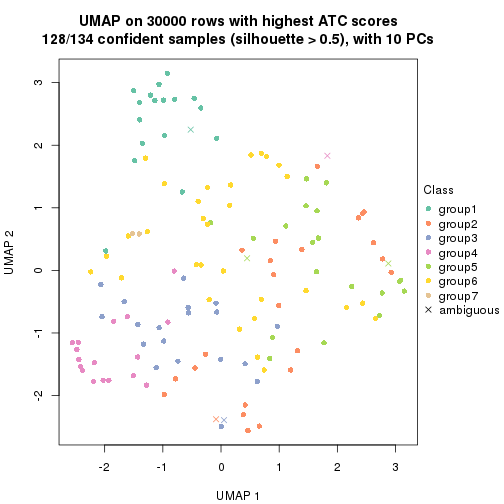 UMAP on 30000 rows with highest ATC scores
128/134 confident samples (silhouette > 0.5), with 10 PCs
3
2
1
0
-1
-2
UMAP 2
-2 -1 0 1 2 3
UMAP 1
Class
group1
group2
group3
group4
group5
group6
group7
ambiguous